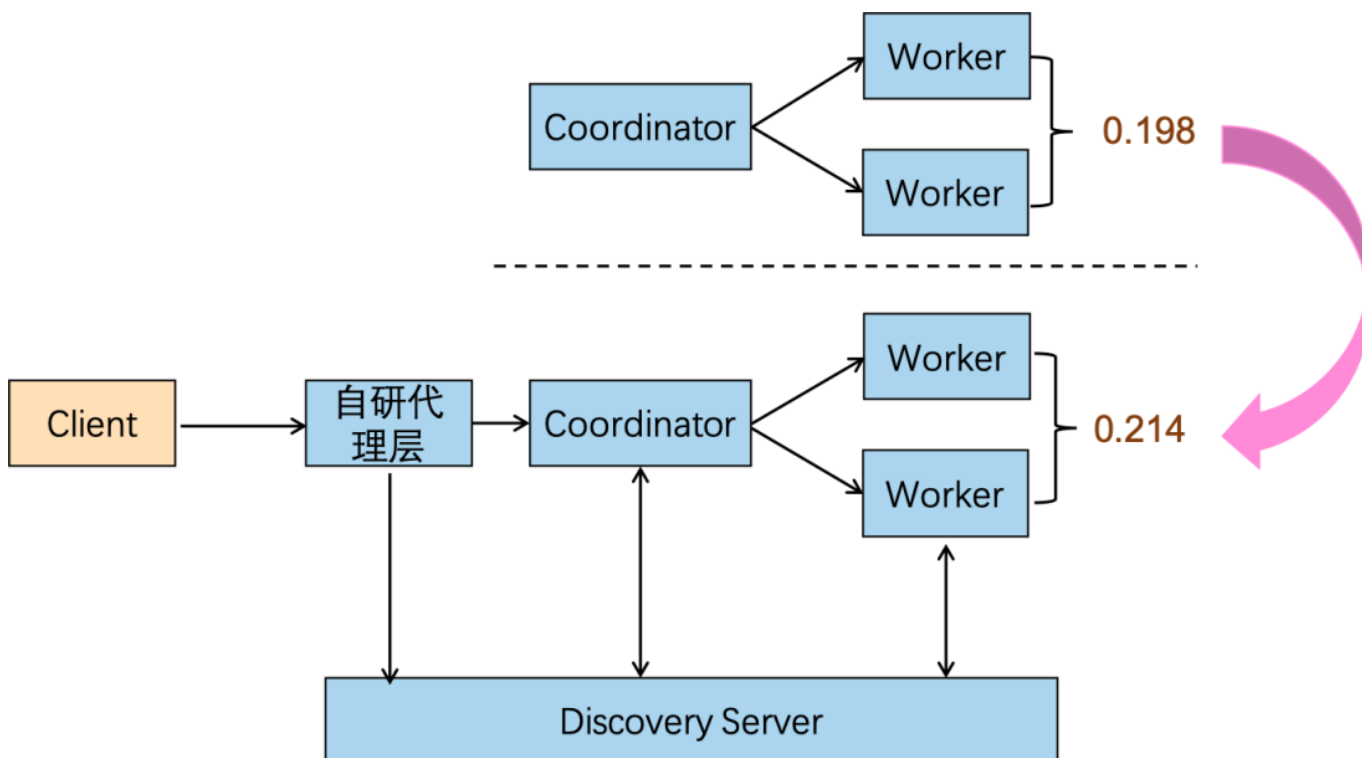 Worker
Coordinator
0.198
Worker
Worker
Client
自研代
理层
Coordinator
0.214
Worker
Discovery Server